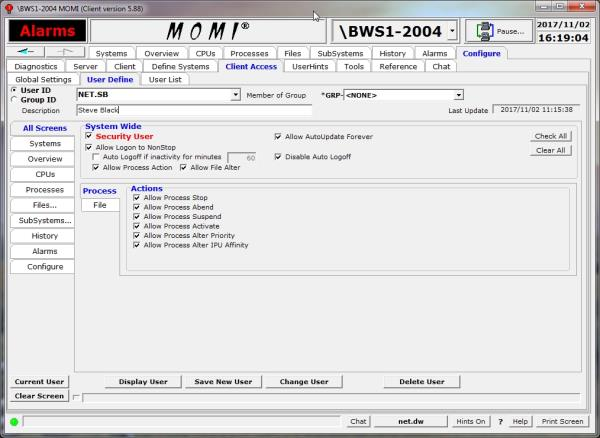 \BWS1-2004 MOMI (Client version 5.88)
Alarms
MOMI®
\BWS1-2004
Pause...
2017/11/02
16:19:04
Systems Overview CPUs Processes Files SubSystems History Alarms Configure
Diagnostics Server Client Define Systems Client Access UserHints Tools Reference Chat
Global Settings User Define User List
User ID
NET.SB
Member of Group
*GRP-
<NONE>
Group ID
Description
Steve Black
Last Update
2017/11/02 11:15:38
All Screens
Systems
Overview
CPUs
Processes
Files...
SubSystems...
History
Alarms
Configure
System Wide
Security User
Allow AutoUpdate Forever
Check All
Allow Logon to NonStop
Clear All
Auto Logoff if inactivity for minutes
60
Disable Auto Logoff
Allow Process Action
Allow File Alter
Process
File
Actions
Allow Process Stop
Allow Process Abend
Allow Process Suspend
Allow Process Activate
Allow Process Alter Priority
Allow Process Alter IPU Affinity
Current User
Display User
Save New User
Change User
Delete User
Clear Screen
Chat
net.dw
Hints On
?
Help
Print Screen